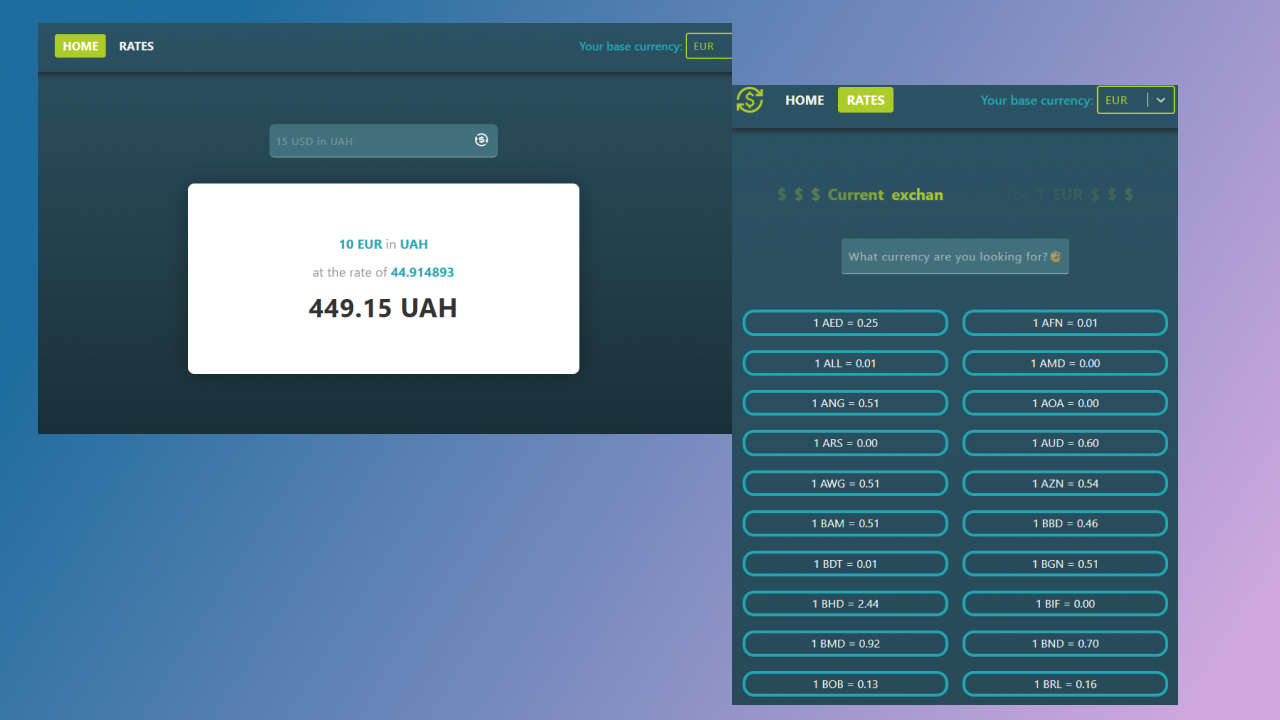 HOME RATES Your base currency: EUR
15 USD in UAH
10 EUR in UAH
at the rate of 44.914893
449.15 UAH
HOME RATES Your base currency: EUR
$ $ $ Current exchan for 1 EUR $ $ $
What currency are you looking for?
1 AED = 0.25
1 AFN = 0.01
1 ALL = 0.01
1 AMD = 0.00
1 ANG = 0.51
1 AOA = 0.00
1 ARS = 0.00
1 AUD = 0.60
1 AWG = 0.51
1 AZN = 0.54
1 BAM = 0.51
1 BBD = 0.46
1 BDT = 0.01
1 BGN = 0.51
1 BHD = 2.44
1 BIF = 0.00
1 BMD = 0.92
1 BND = 0.70
1 BOB = 0.13
1 BRL = 0.16